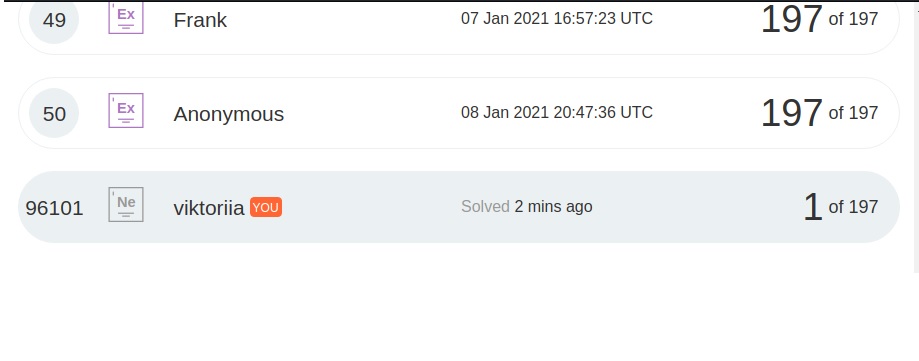 49 Ex Frank 07 Jan 2021 16:57:23 UTC 197 of 197
50 Ex Anonymous 08 Jan 2021 20:47:36 UTC 197 of 197
96101 Ne viktoriia YOU Solved 2 mins ago 1 of 197